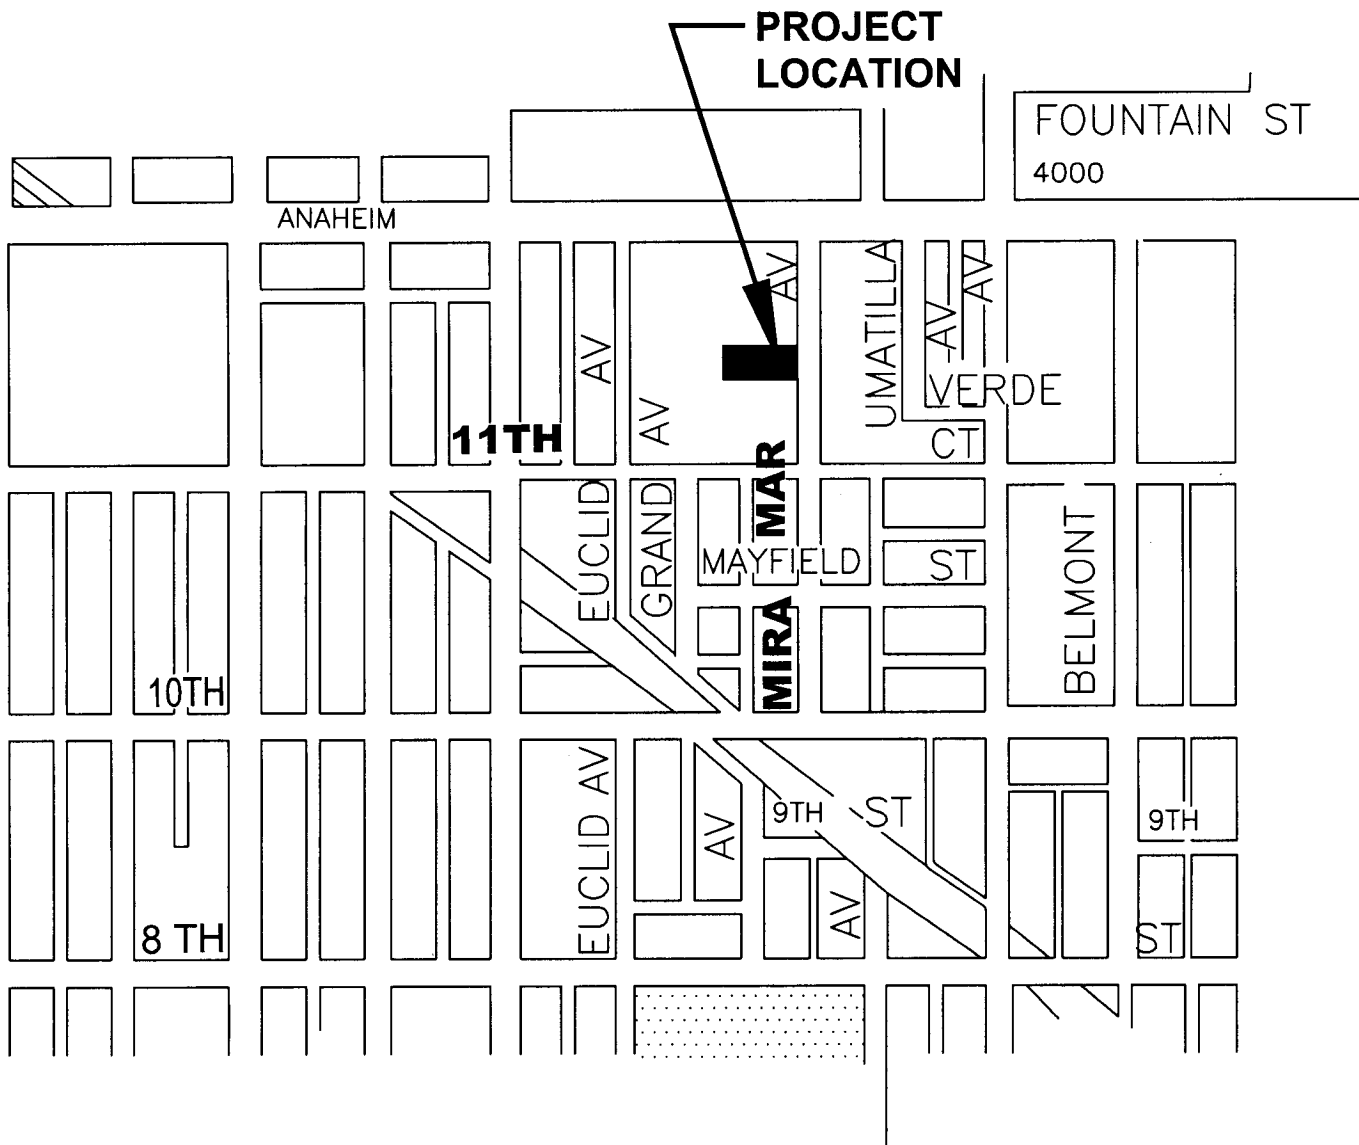 PROJECT
LOCATION
FOUNTAIN ST
4000
ANAHEIM
AV
AV
AV
AV
AV
UMATILLA
VERDE
CT
11TH
EUCLID
GRAND
MIRA MAR
MAYFIELD ST
BELMONT
10TH
EUCLID AV
AV
9TH ST
AV
9TH
ST
8 TH